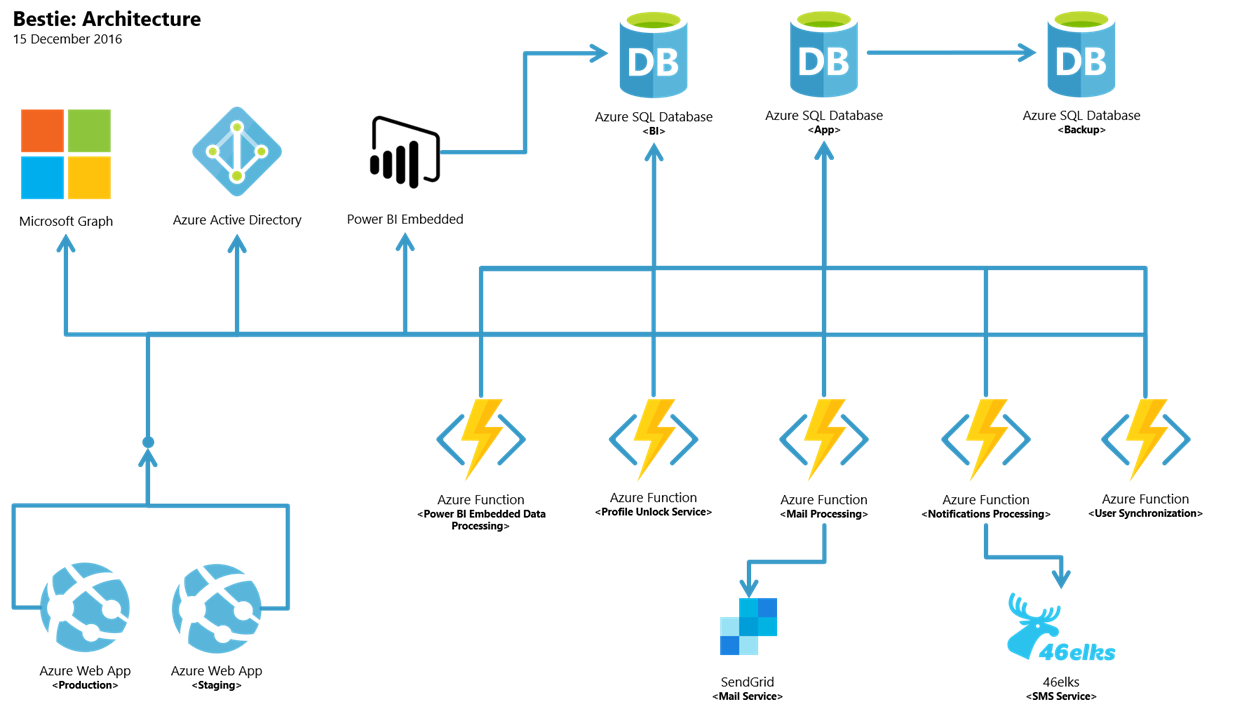 Bestie: Architecture
15 December 2016
DB
DB
DB
Azure SQL Database
<BI>
Azure SQL Database
<App>
Azure SQL Database
<Backup>
Microsoft Graph
Azure Active Directory
Power BI Embedded
Azure Function
<Power BI Embedded Data
Processing>
Azure Function
<Profile Unlock Service>
Azure Function
<Mail Processing>
Azure Function
<Notifications Processing>
Azure Function
<User Synchronization>
Azure Web App
<Production>
Azure Web App
<Staging>
SendGrid
<Mail Service>
46elks
46elks
<SMS Service>